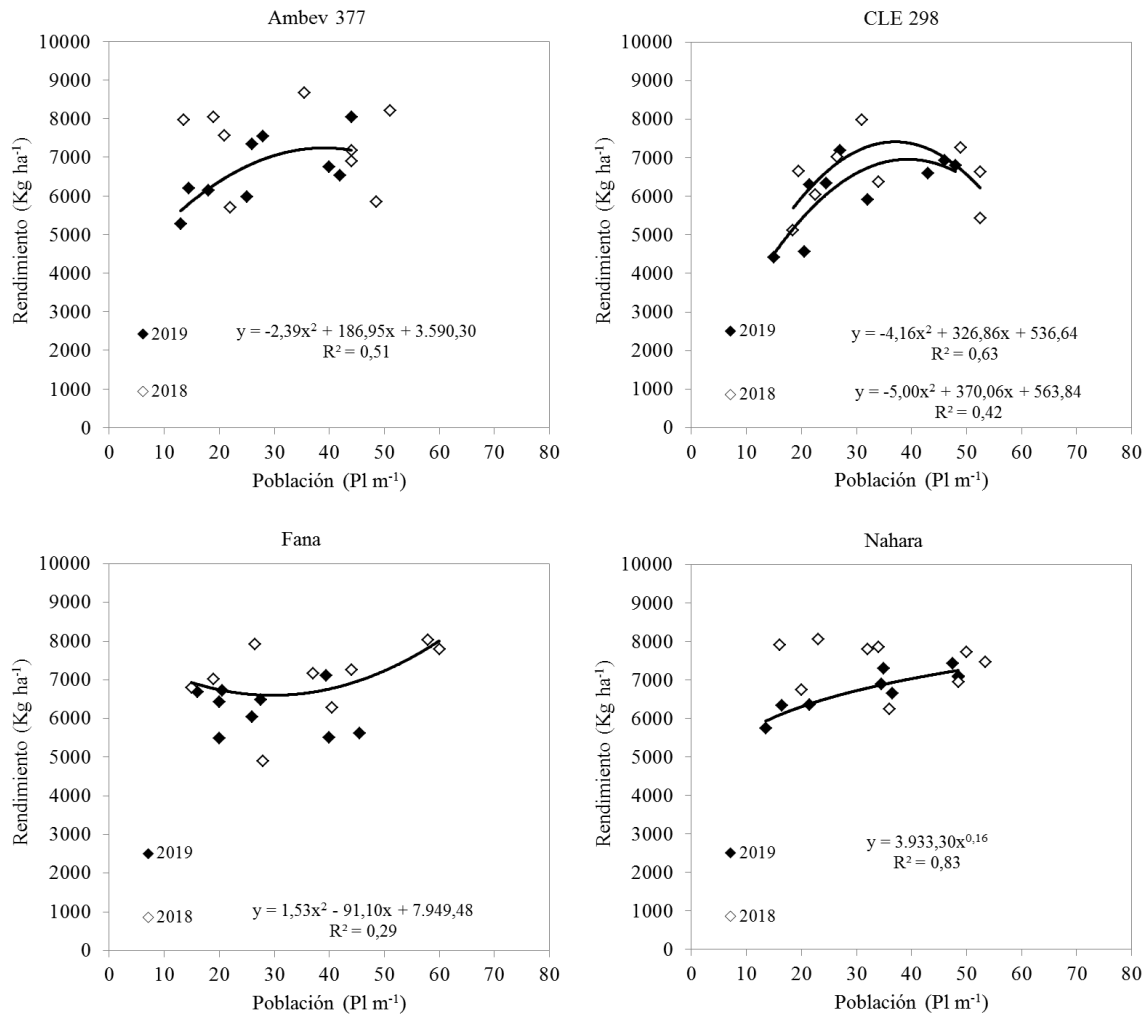 Ambev 377
10000
9000
8000
7000
6000
5000
4000
3000
2000
1000
0
Rendimiento (Kg ha⁻¹)
2019
y = -2,39x² + 186,95x + 3.590,30
R² = 0,51
2018
0 10 20 30 40 50 60 70 80
Población (Pl m⁻¹)
CLE 298
10000
9000
8000
7000
6000
5000
4000
3000
2000
1000
0
Rendimiento (Kg ha⁻¹)
2019
y = -4,16x² + 326,86x + 536,64
R² = 0,63
2018
y = -5,00x² + 370,06x + 563,84
R² = 0,42
0 10 20 30 40 50 60 70 80
Población (Pl m⁻¹)
Fana
10000
9000
8000
7000
6000
5000
4000
3000
2000
1000
0
Rendimiento (Kg ha⁻¹)
2019
2018
y = 1,53x² - 91,10x + 7.949,48
R² = 0,29
0 10 20 30 40 50 60 70 80
Población (Pl m⁻¹)
Nahara
10000
9000
8000
7000
6000
5000
4000
3000
2000
1000
0
Rendimiento (Kg ha⁻¹)
2019
y = 3.933,30x⁰,¹⁶
R² = 0,83
2018
0 10 20 30 40 50 60 70 80
Población (Pl m⁻¹)